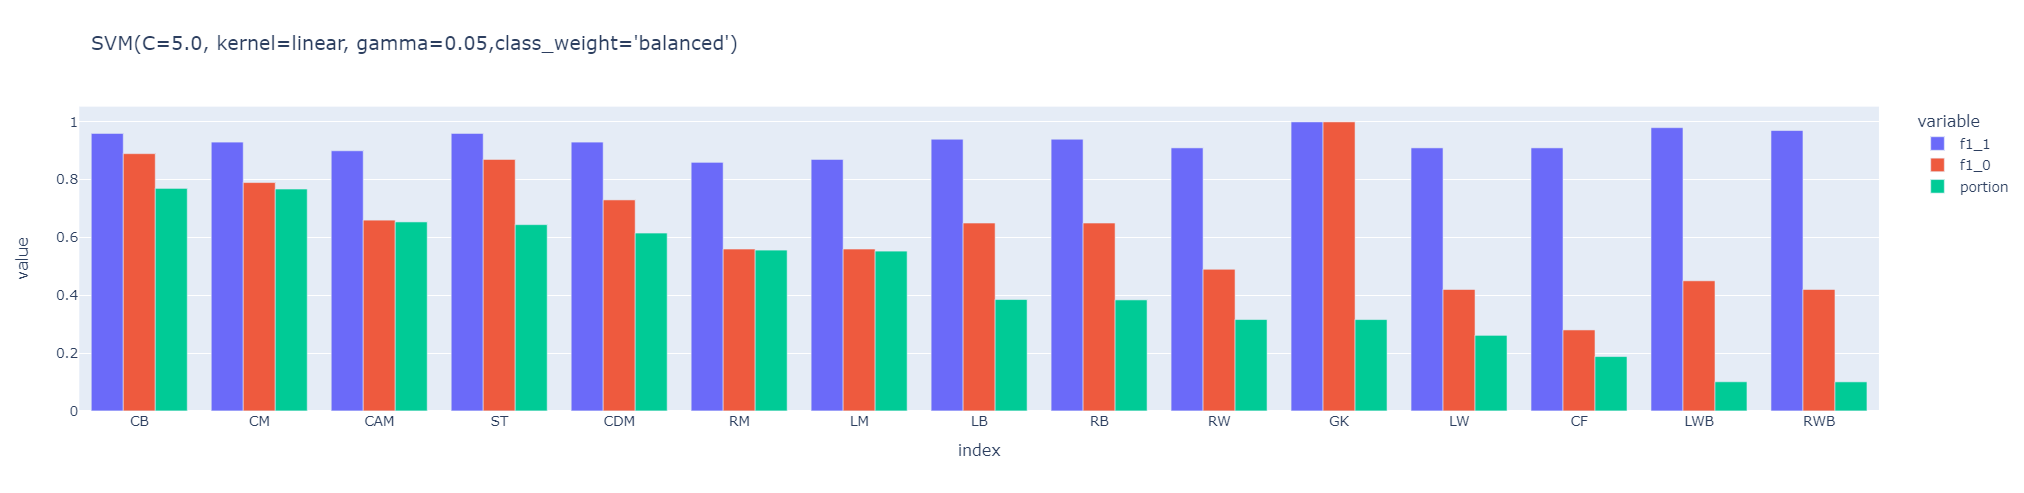 SVM(C=5.0, kernel=linear, gamma=0.05,class_weight='balanced')
variable
f1_1
f1_0
portion
value
1
0.8
0.6
0.4
0.2
0
CB CM CAM ST CDM RM LM LB RB RW GK LW CF LWB RWB
index